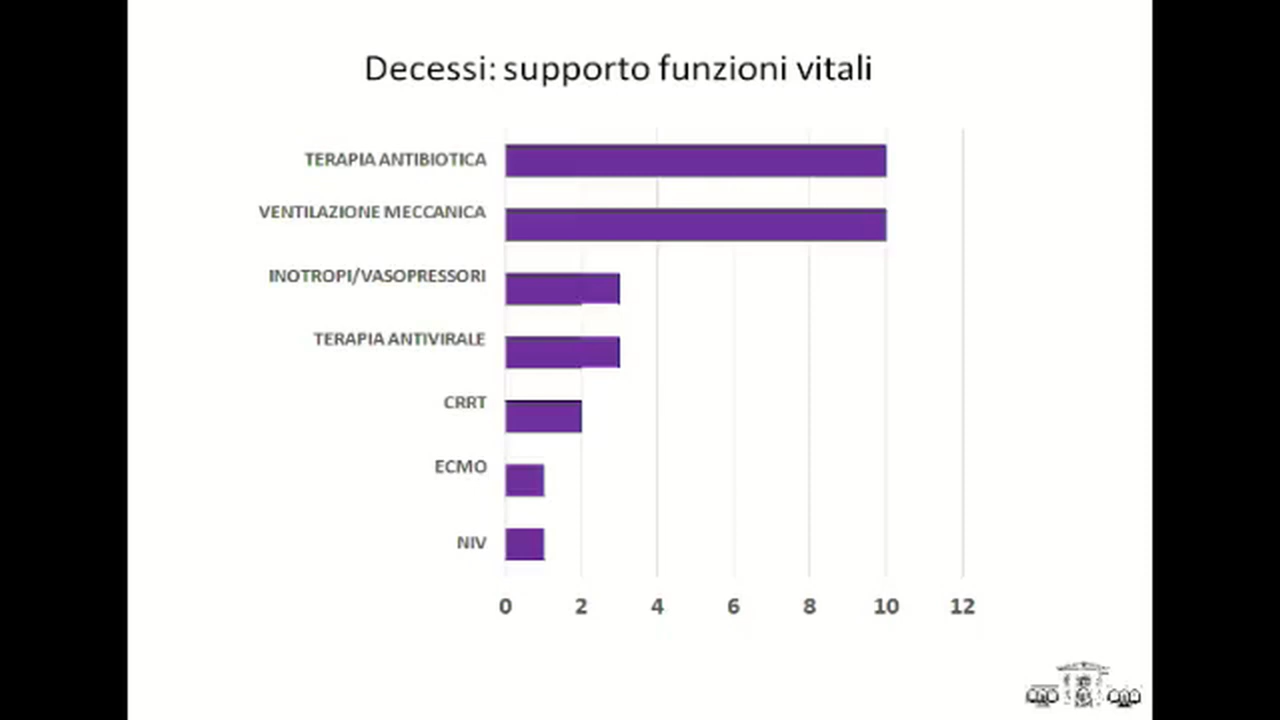 Decessi: supporto funzioni vitali
TERAPIA ANTIBIOTICA
VENTILAZIONE MECCANICA
INOTROPI/VASOPRESSORI
TERAPIA ANTIVIRALE
CRRT
ECMO
NIV
0 2 4 6 8 10 12